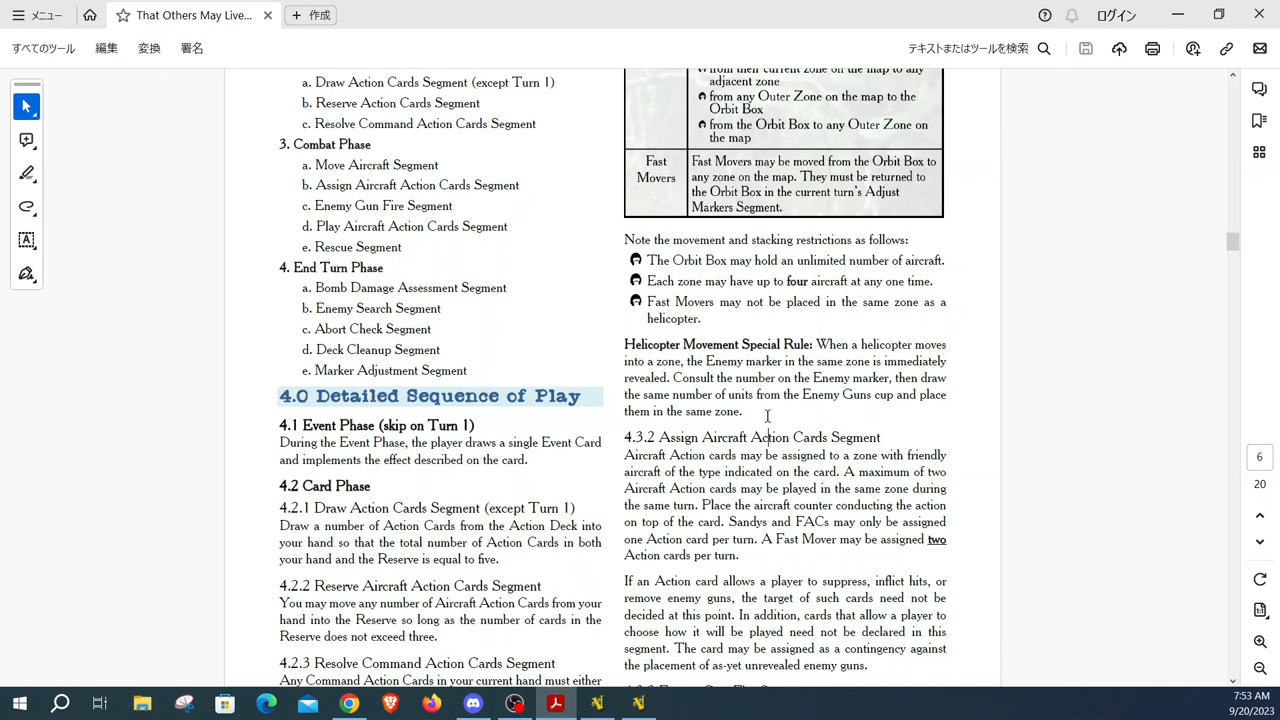 メニュー
That Others May Live...
作成
ログイン
すべてのツール
編集
変換
署名
テキストまたはツールを検索
a. Draw Action Cards Segment (except Turn 1)
b. Reserve Action Cards Segment
c. Resolve Command Action Cards Segment
3. Combat Phase
a. Move Aircraft Segment
b. Assign Aircraft Action Cards Segment
c. Enemy Gun Fire Segment
d. Play Aircraft Action Cards Segment
e. Rescue Segment
4. End Turn Phase
a. Bomb Damage Assessment Segment
b. Enemy Search Segment
c. Abort Check Segment
d. Deck Cleanup Segment
e. Marker Adjustment Segment
4.0 Detailed Sequence of Play
4.1 Event Phase (skip on Turn 1)
During the Event Phase, the player draws a single Event Card
and implements the effect described on the card.
4.2 Card Phase
4.2.1 Draw Action Cards Segment (except Turn 1)
Draw a number of Action Cards from the Action Deck into
your hand so that the total number of Action Cards in both
your hand and the Reserve is equal to five.
4.2.2 Reserve Aircraft Action Cards Segment
You may move any number of Aircraft Action Cards from your
hand into the Reserve so long as the number of cards in the
Reserve does not exceed three.
4.2.3 Resolve Command Action Cards Segment
Any Command Action Cards in your current hand must either
from their current zone on the map to any
adjacent zone
from any Outer Zone on the map to the
Orbit Box
from the Orbit Box to any Outer Zone on
the map
Fast
Movers
Fast Movers may be moved from the Orbit Box to
any zone on the map. They must be returned to
the Orbit Box in the current turn's Adjust
Markers Segment.
Note the movement and stacking restrictions as follows:
The Orbit Box may hold an unlimited number of aircraft.
Each zone may have up to four aircraft at any one time.
Fast Movers may not be placed in the same zone as a
helicopter.
Helicopter Movement Special Rule: When a helicopter moves
into a zone, the Enemy marker in the same zone is immediately
revealed. Consult the number on the Enemy marker, then draw
the same number of units from the Enemy Guns cup and place
them in the same zone.
4.3.2 Assign Aircraft Action Cards Segment
Aircraft Action cards may be assigned to a zone with friendly
aircraft of the type indicated on the card. A maximum of two
Aircraft Action cards may be played in the same zone during
the same turn. Place the aircraft counter conducting the action
on top of the card. Sandys and FACs may only be assigned
one Action card per turn. A Fast Mover may be assigned two
Action cards per turn.
If an Action card allows a player to suppress, inflict hits, or
remove enemy guns, the target of such cards need not be
decided at this point. In addition, cards that allow a player to
choose how it will be played need not be declared in this
segment. The card may be assigned as a contingency against
the placement of as-yet unrevealed enemy guns.
6
20
7:53 AM
9/20/2023